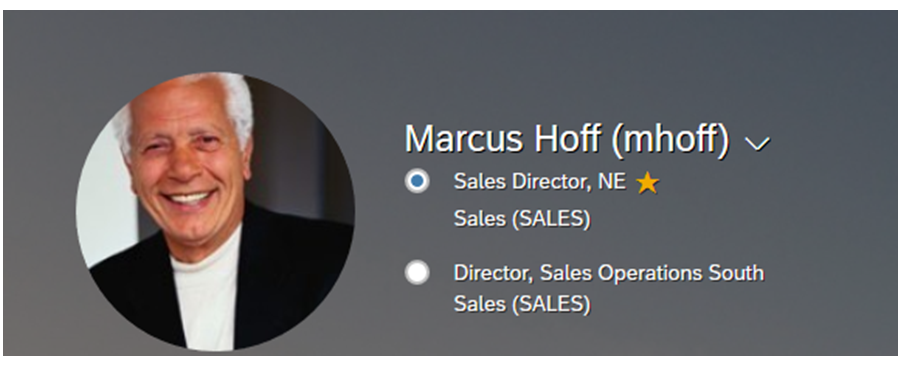 Marcus Hoff (mhoff)
Sales Director, NE
Sales (SALES)
Director, Sales Operations South
Sales (SALES)